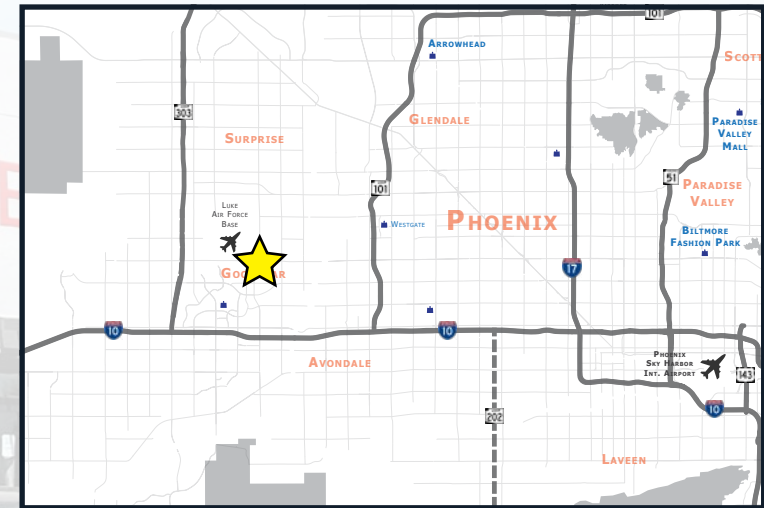 101
ARROWHEAD
SCOTT
303
GLENDALE
PARADISE
VALLEY
MALL
SURPRISE
51
101
PARADISE
VALLEY
LUKE
AIR FORCE
BASE
WESTGATE
PHOENIX
BILTMORE
FASHION PARK
17
10
10
PHOENIX
SKY HARBOR
INT. AIRPORT
AVONDALE
143
10
202
LAVEEN